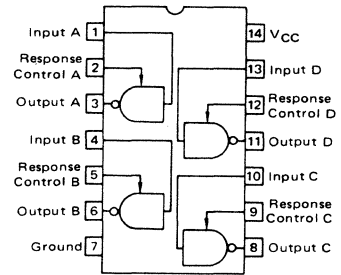 Input A 1
Response
Control A 2
Output A 3
Input B 4
Response
Control B 5
Output B 6
Ground 7
14 VCC
13 Input D
12 Response
Control D
11 Output D
10 Input C
9 Response
Control C
8 Output C